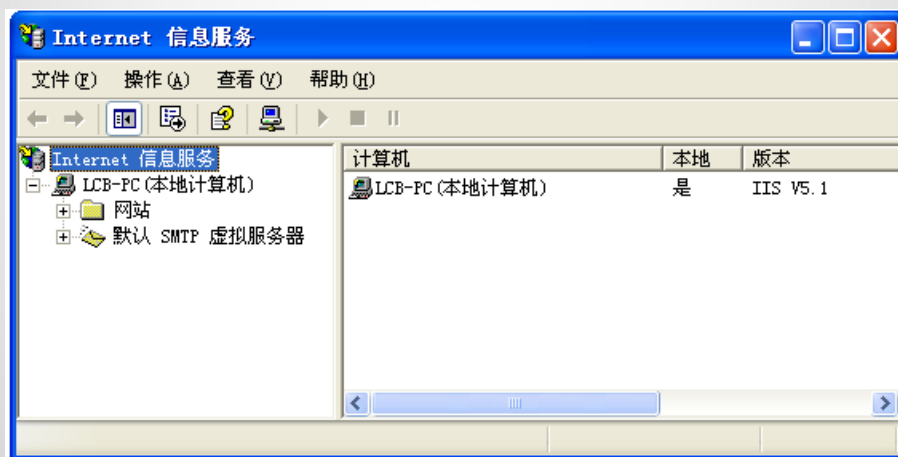 Internet 信息服务
文件(F) 操作(A) 查看(V) 帮助(H)
Internet 信息服务
LCB-PC(本地计算机)
网站
默认 SMTP 虚拟服务器
计算机 本地 版本
LCB-PC(本地计算机) 是 IIS V5.1